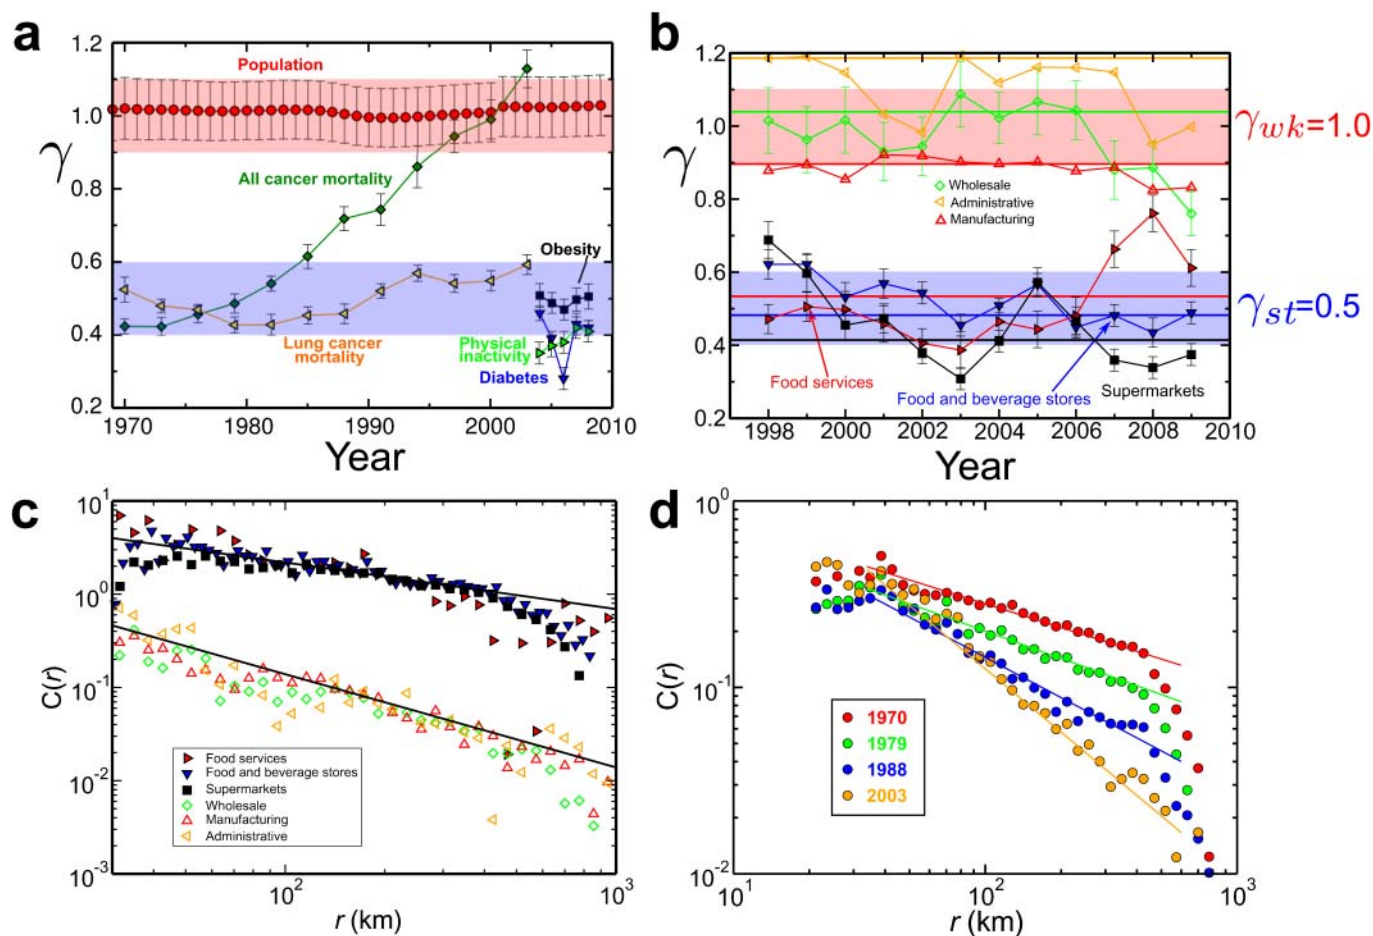 a
1.2
1.0
0.8
0.6
0.4
0.2
γ
Population
All cancer mortality
Obesity
Lung cancer
mortality
Physical
inactivity
Diabetes
1970 1980 1990 2000 2010
Year
b
1.2
1.0
0.8
0.6
0.4
0.2
γ
Wholesale
Administrative
Manufacturing
γwk=1.0
γst=0.5
Food services
Food and beverage stores
Supermarkets
1998 2000 2002 2004 2006 2008 2010
Year
c
10^1
10^0
10^-1
10^-2
10^-3
C(r)
Food services
Food and beverage stores
Supermarkets
Wholesale
Manufacturing
Administrative
10^2 10^3
r (km)
d
10^0
10^-1
10^-2
C(r)
1970
1979
1988
2003
10^1 10^2 10^3
r (km)